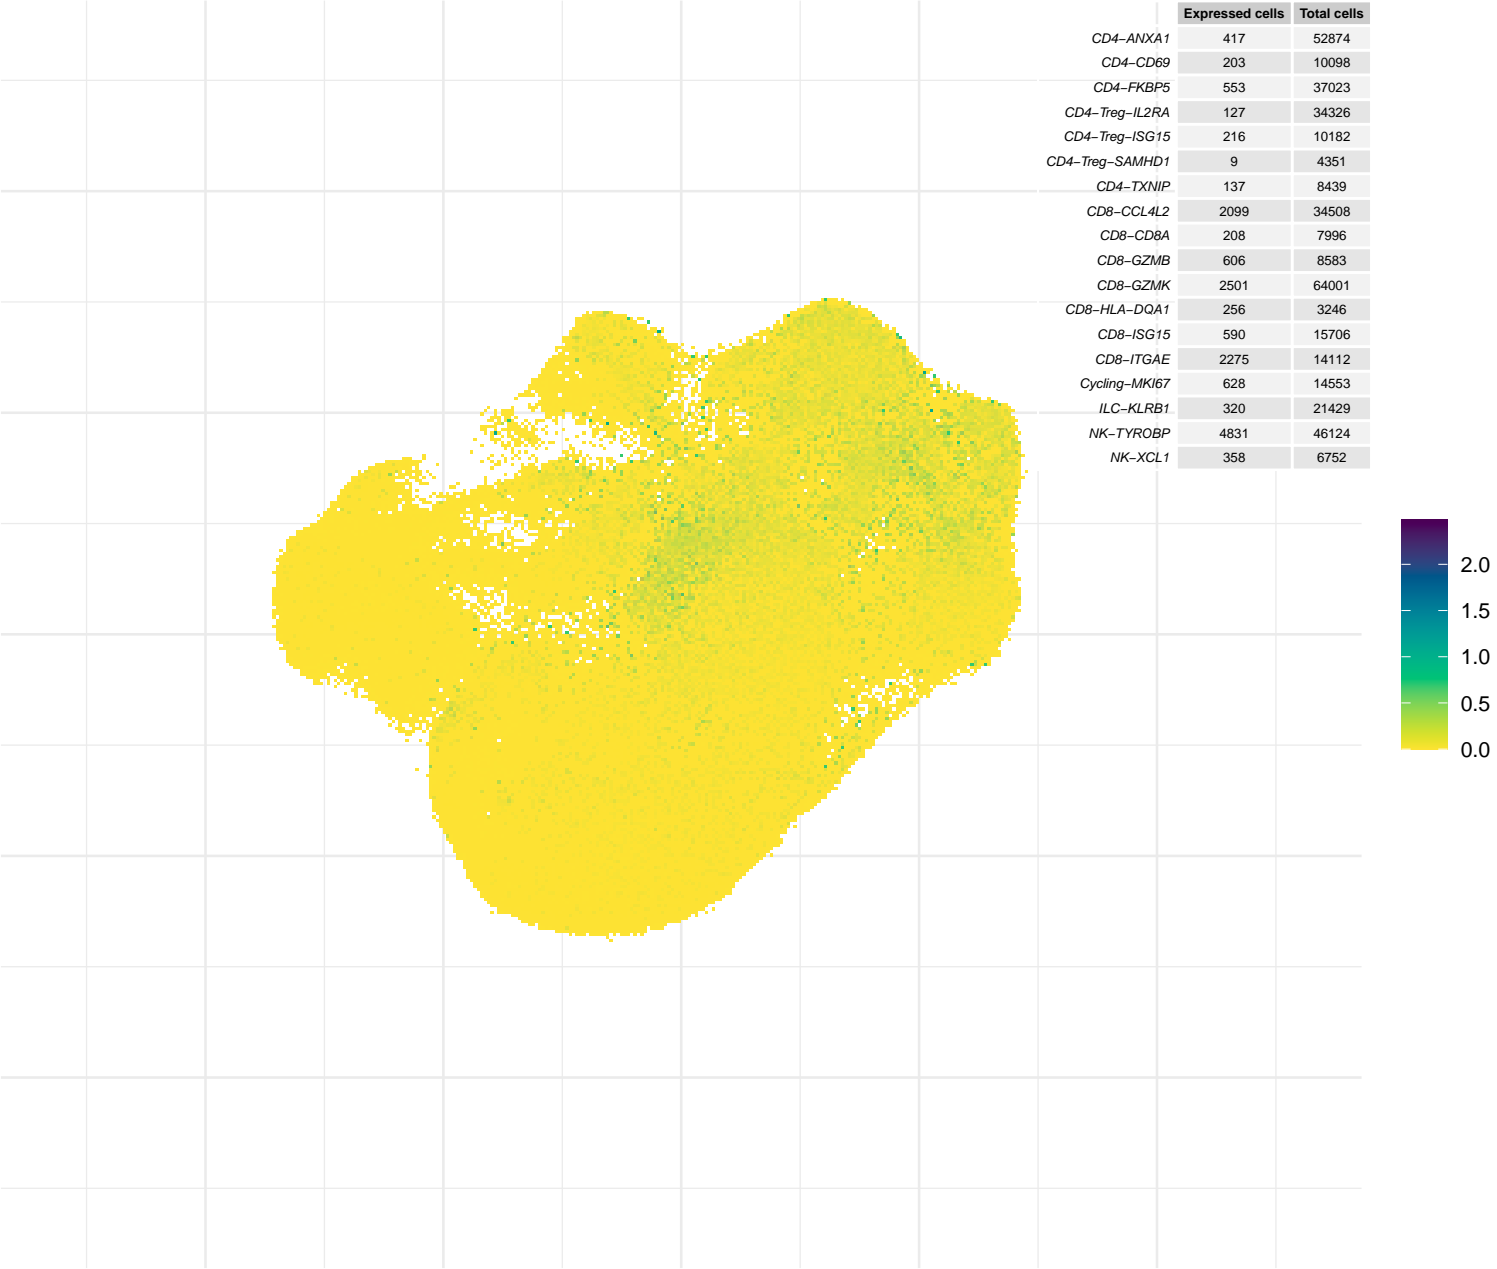 Expressed cells Total cells
CD4−ANXA1 417 52874
CD4−CD69 203 10098
CD4−FKBP5 553 37023
CD4−Treg−IL2RA 127 34326
CD4−Treg−ISG15 216 10182
CD4−Treg−SAMHD1 9 4351
CD4−TXNIP 137 8439
CD8−CCL4L2 2099 34508
CD8−CD8A 208 7996
CD8−GZMB 606 8583
CD8−GZMK 2501 64001
CD8−HLA−DQA1 256 3246
CD8−ISG15 590 15706
CD8−ITGAE 2275 14112
Cycling−MKI67 628 14553
ILC−KLRB1 320 21429
NK−TYROBP 4831 46124
NK−XCL1 358 6752
2.0
1.5
1.0
0.5
0.0